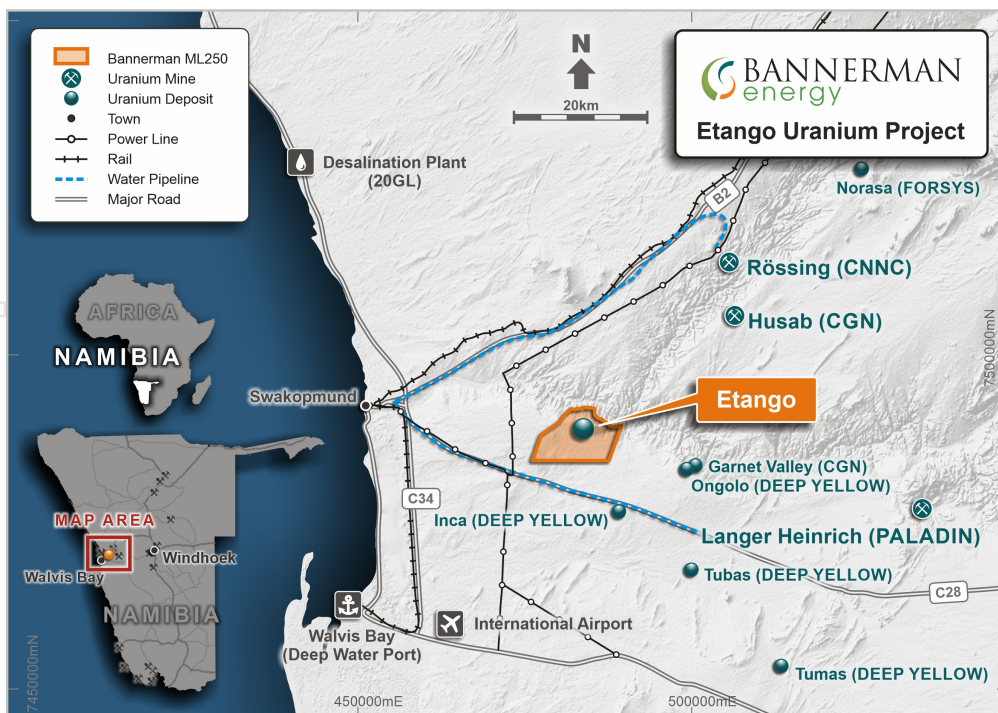 Bannerman ML250
Uranium Mine
Uranium Deposit
Town
Power Line
Rail
Water Pipeline
Major Road
N
20km
BANNERMAN
energy
Etango Uranium Project
Desalination Plant
(20GL)
B2
Norasa (FORSYS)
Rössing (CNNC)
Husab (CGN)
7500000mN
AFRICA
NAMIBIA
Swakopmund
Etango
Garnet Valley (CGN)
Ongolo (DEEP YELLOW)
C34
Inca (DEEP YELLOW)
Langer Heinrich (PALADIN)
Tubas (DEEP YELLOW)
C28
MAP AREA
Windhoek
Walvis Bay
NAMIBIA
International Airport
Walvis Bay
(Deep Water Port)
Tumas (DEEP YELLOW)
7450000mN
450000mE
500000mE